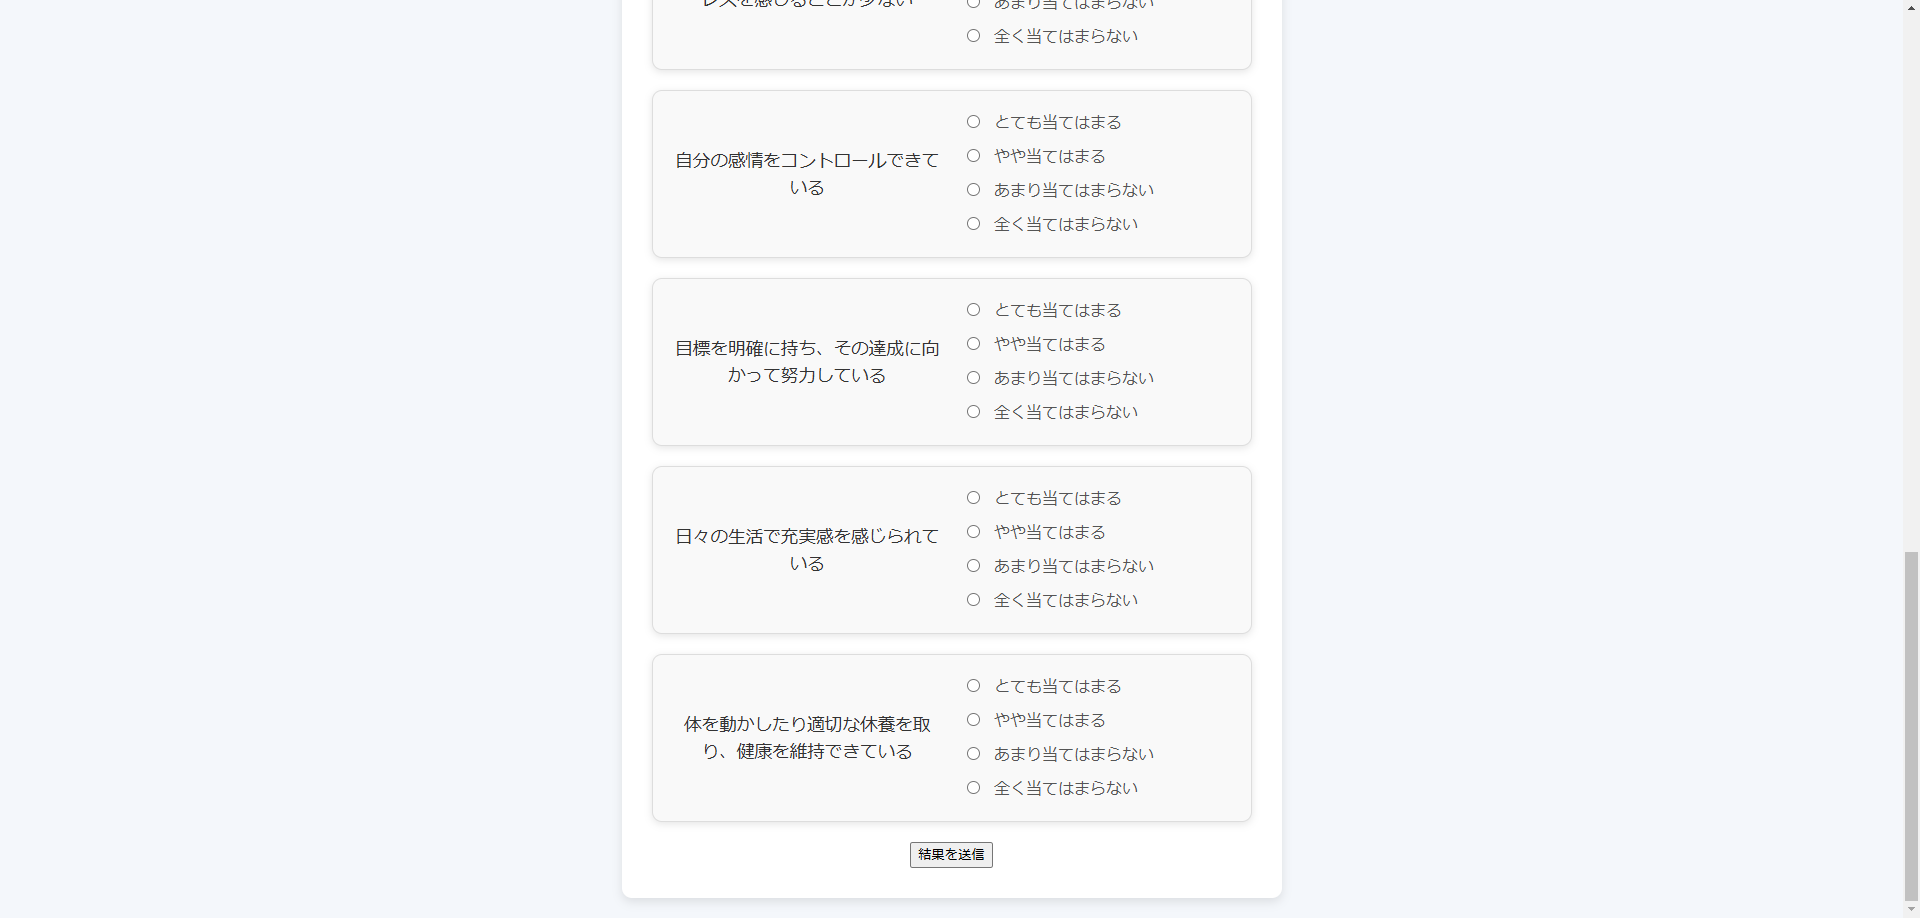 レスを感じることが少ない
あまり当てはまらない
全く当てはまらない
自分の感情をコントロールできて
いる
とても当てはまる
やや当てはまる
あまり当てはまらない
全く当てはまらない
目標を明確に持ち、その達成に向
かって努力している
とても当てはまる
やや当てはまる
あまり当てはまらない
全く当てはまらない
日々の生活で充実感を感じられて
いる
とても当てはまる
やや当てはまる
あまり当てはまらない
全く当てはまらない
体を動かしたり適切な休養を取
り、健康を維持できている
とても当てはまる
やや当てはまる
あまり当てはまらない
全く当てはまらない
結果を送信